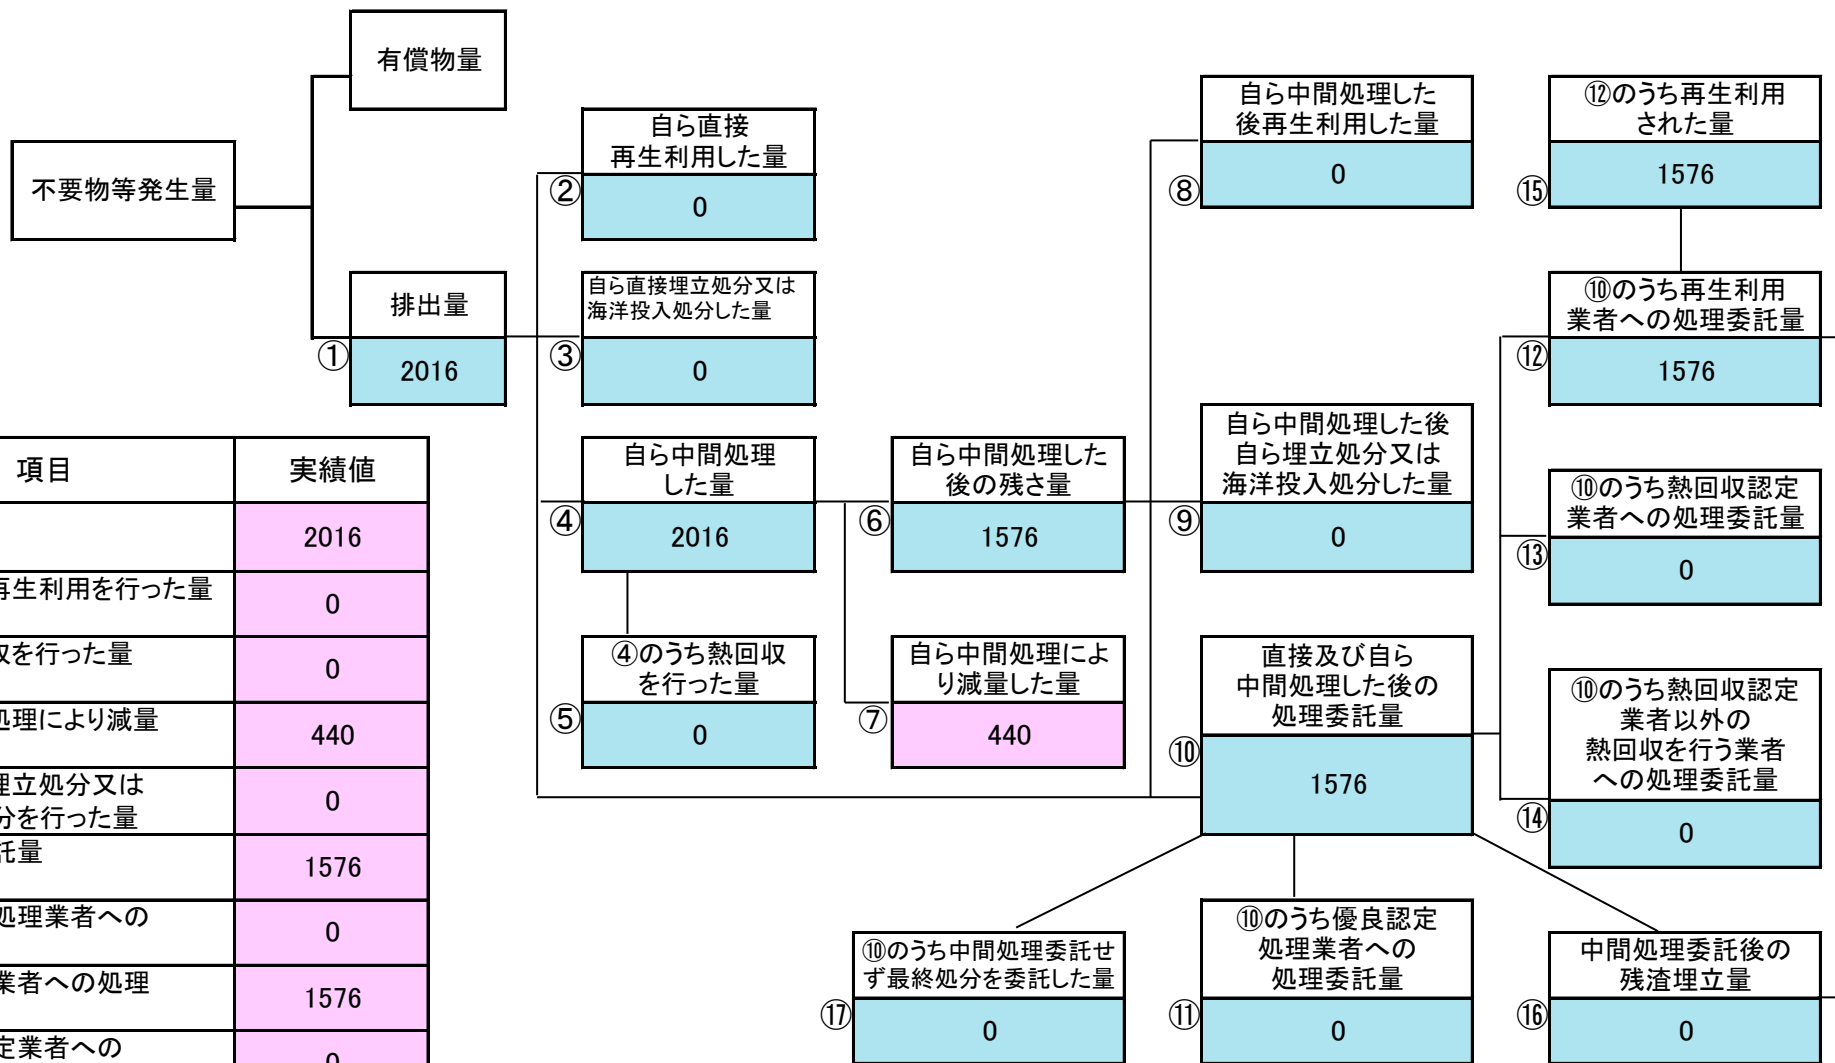 有償物量
不要物等発生量
排出量
①
2016
自ら直接
再生利用した量
②
0
自ら直接埋立処分又は
海洋投入処分した量
③
0
自ら中間処理
した量
④
2016
④のうち熱回収
を行った量
⑤
0
自ら中間処理した
後の残さ量
⑥
1576
自ら中間処理によ
り減量した量
⑦
440
自ら中間処理した
後再生利用した量
⑧
0
自ら中間処理した後
自ら埋立処分又は
海洋投入処分した量
⑨
0
直接及び自ら
中間処理した後の
処理委託量
⑩
1576
⑫のうち再生利用
された量
⑮
1576
⑩のうち再生利用
業者への処理委託量
⑫
1576
⑩のうち熱回収認定
業者への処理委託量
⑬
0
⑩のうち熱回収認定
業者以外の
熱回収を行う業者
への処理委託量
⑭
0
⑩のうち中間処理委託せ
ず最終処分を委託した量
⑰
0
⑩のうち優良認定
処理業者への
処理委託量
⑪
0
中間処理委託後の
残渣埋立量
⑯
0
項目 実績値
2016
再生利用を行った量 0
を行った量 0
処理により減量 440
埋立処分又は
分を行った量 0
託量 1576
処理業者への 0
業者への処理 1576
定業者への 0